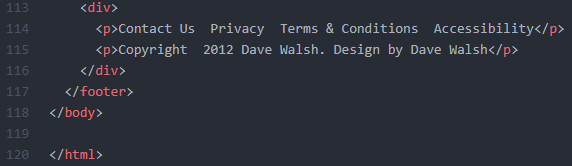 113 <div>
114 <p>Contact Us  Privacy  Terms & Conditions  Accessibility</p>
115 <p>Copyright  2012 Dave Walsh. Design by Dave Walsh</p>
116 </div>
117 </footer>
118 </body>
119
120 </html>